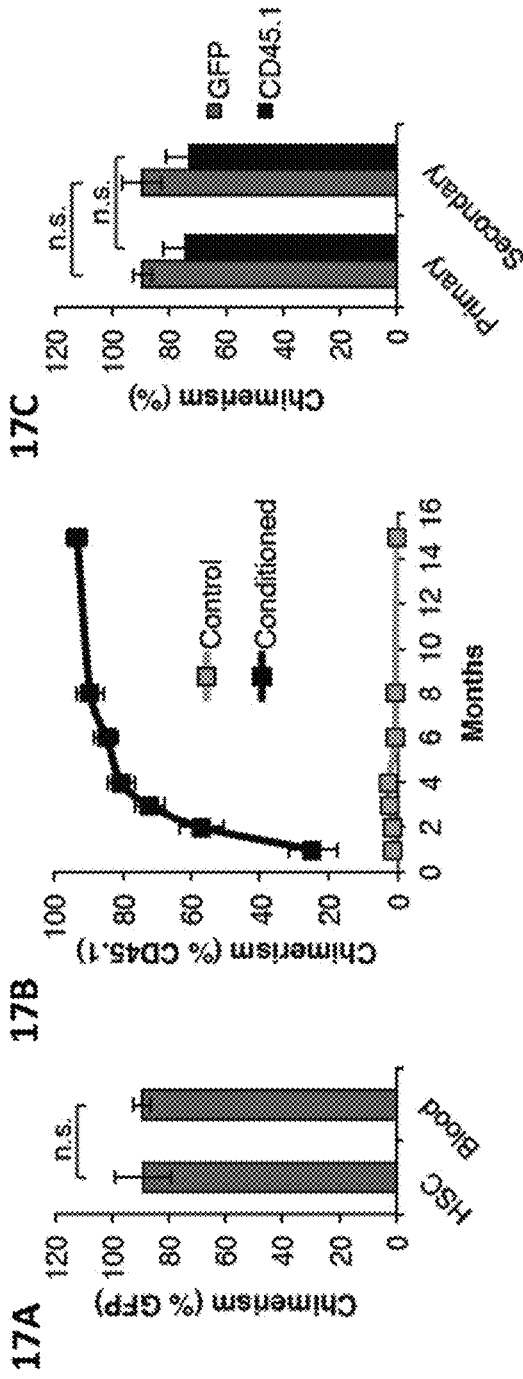 17A
Chimerism (% GFP)
120
100
80
60
40
20
0
n.s.
HSC
Blood
17B
Chimerism (% CD45.1)
100
80
60
40
20
0
0 2 4 6 8 10 12 14 16
Months
Control
Conditioned
17C
Chimerism (%)
120
100
80
60
40
20
0
n.s.
n.s.
Primary
Secondary
GFP
CD45.1